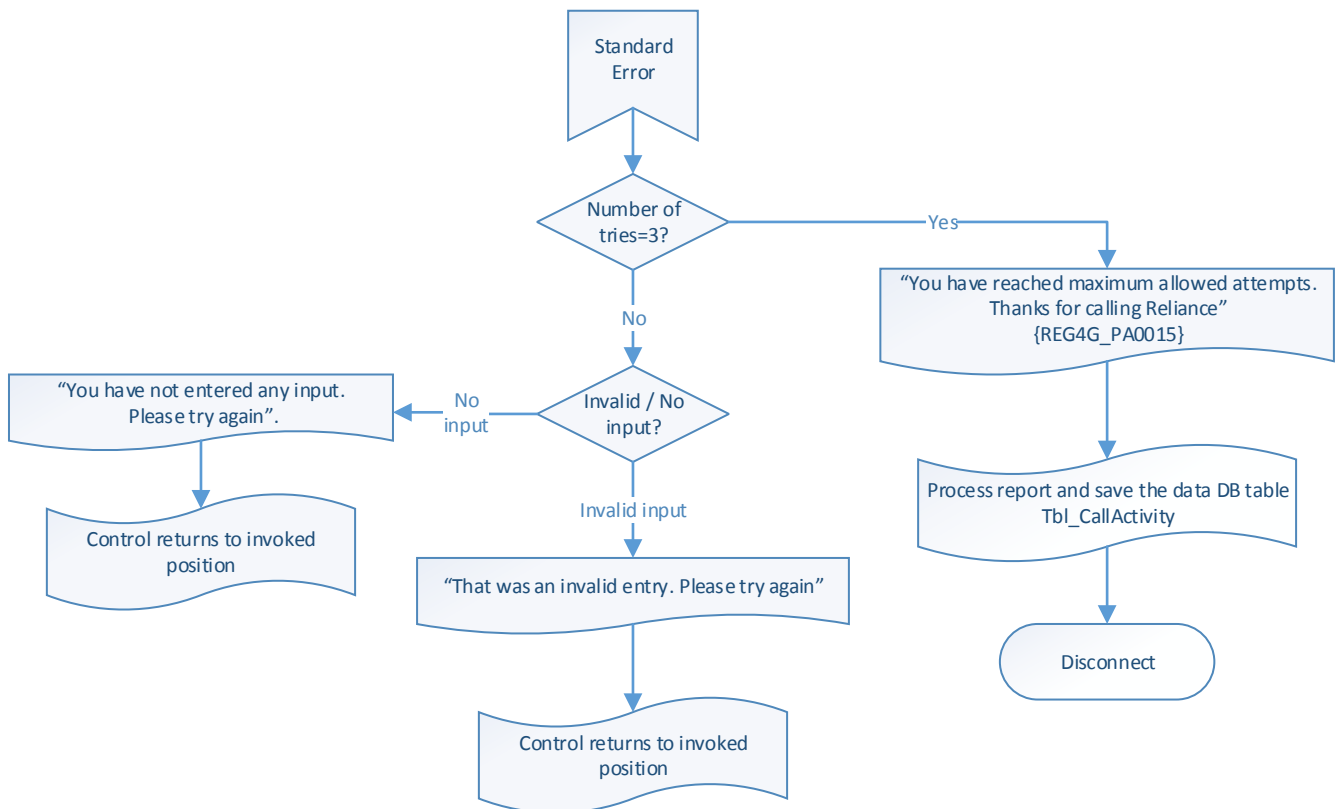 Standard
Error
Number of
tries=3?
Yes
“You have reached maximum allowed attempts.
Thanks for calling Reliance”
{REG4G_PA0015}
No
“You have not entered any input.
Please try again”.
No
input
Invalid / No
input?
Process report and save the data DB table
Tbl_CallActivity
Control returns to invoked
position
Invalid input
“That was an invalid entry. Please try again”
Disconnect
Control returns to invoked
position